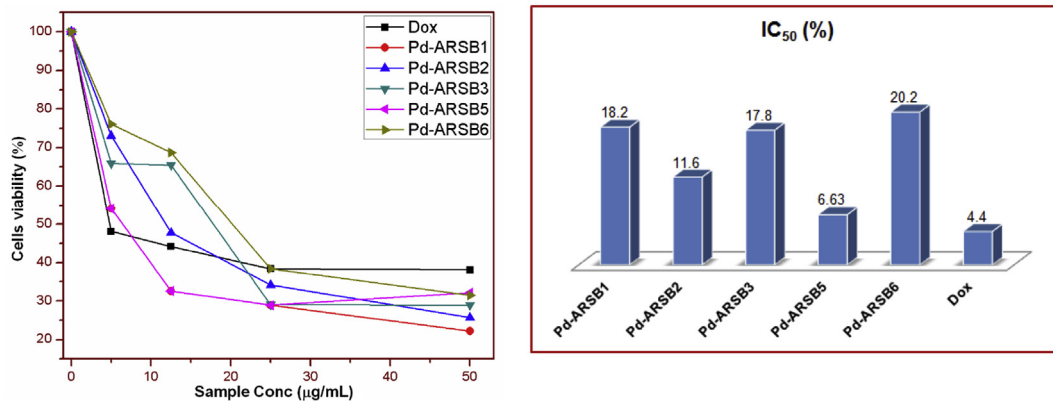 Dox
Pd-ARSB1
Pd-ARSB2
Pd-ARSB3
Pd-ARSB5
Pd-ARSB6
100
90
80
70
60
50
40
30
20
Cells viability (%)
0 10 20 30 40 50
Sample Conc (μg/mL)
IC50 (%)
18.2
11.6
17.8
6.63
20.2
4.4
Pd-ARSB1
Pd-ARSB2
Pd-ARSB3
Pd-ARSB5
Pd-ARSB6
Dox